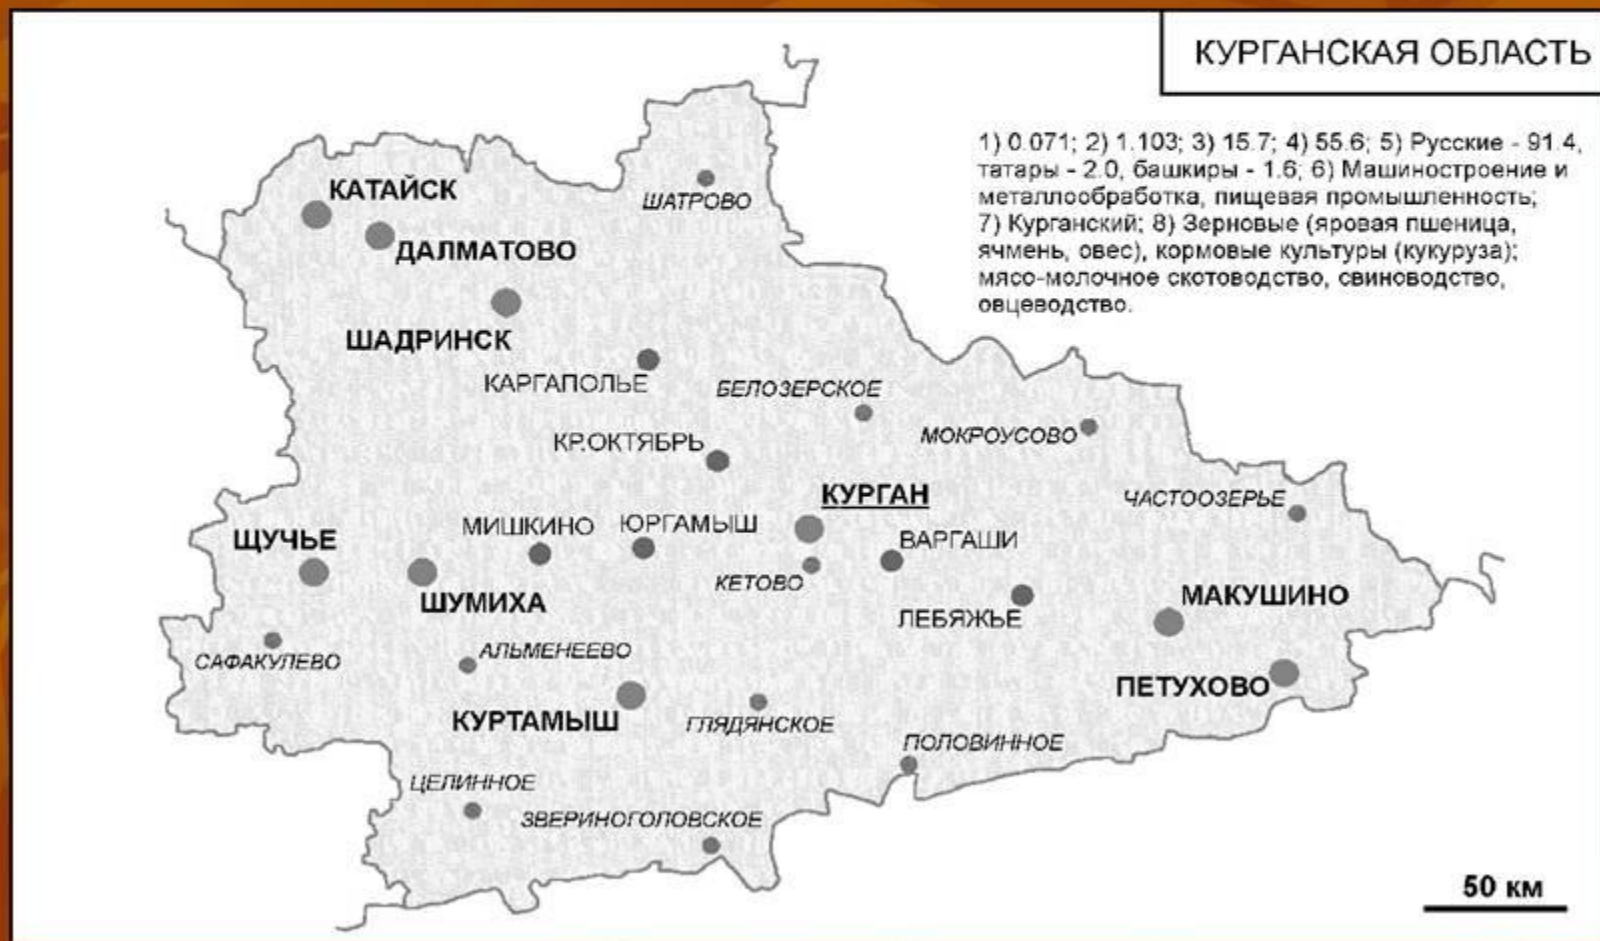 КУРГАНСКАЯ ОБЛАСТЬ
1) 0.071; 2) 1.103; 3) 15.7; 4) 55.6; 5) Русские - 91.4,
татары - 2.0, башкиры - 1.6; 6) Машиностроение и
металлообработка, пищевая промышленность;
7) Курганский; 8) Зерновые (яровая пшеница,
ячмень, овес), кормовые культуры (кукуруза);
мясо-молочное скотоводство, свиноводство,
овцеводство.
КАТАЙСК
ШАТРОВО
ДАЛМАТОВО
ШАДРИНСК
КАРГАПОЛЬЕ
БЕЛОЗЕРСКОЕ
МОКРОУСОВО
КР.ОКТЯБРЬ
КУРГАН
ЧАСТООЗЕРЬЕ
ЩУЧЬЕ
МИШКИНО
ЮРГАМЫШ
ВАРГАШИ
КЕТОВО
ШУМИХА
МАКУШИНО
ЛЕБЯЖЬЕ
САФАКУЛЕВО
АЛЬМЕНЕЕВО
ПЕТУХОВО
КУРТАМЫШ
ГЛЯДЯНСКОЕ
ПОЛОВИННОЕ
ЦЕЛИННОЕ
ЗВЕРИНОГОЛОВСКОЕ
50 км